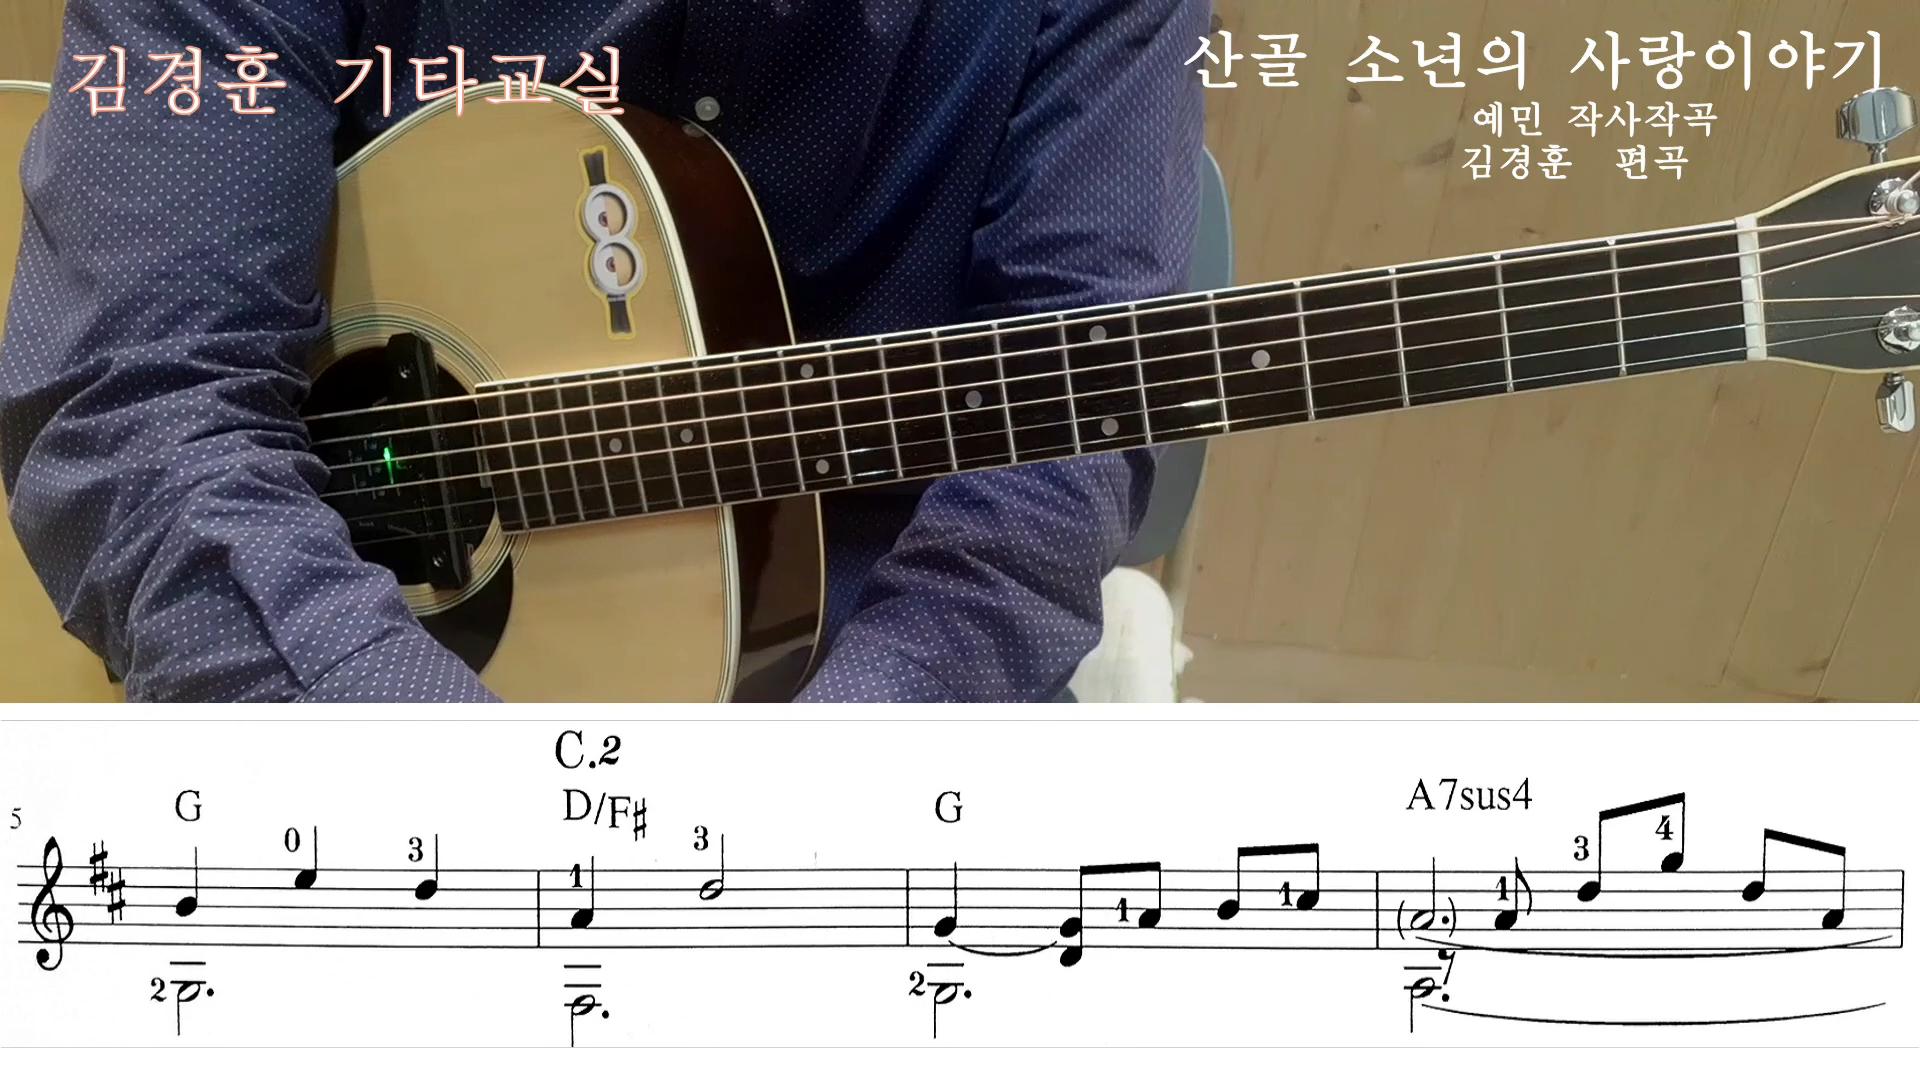 김경훈 기타교실
산골 소년의 사랑이야기
예민 작사작곡
김경훈 편곡
C.2
G D/F♯ G A7sus4
5
0 3 1 3 1 1 1 3 4
2 2